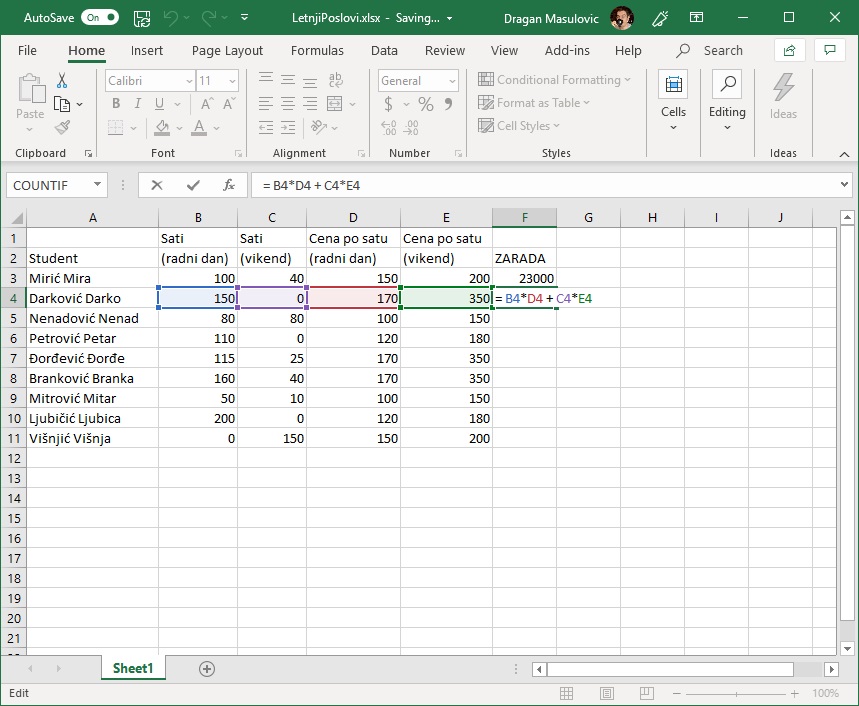 AutoSave On LetnjiPoslovi.xlsx - Saving... Dragan Masulovic
File Home Insert Page Layout Formulas Data Review View Add-ins Help Search
Paste Calibri 11 General Conditional Formatting
B I U A A $ % 9 Format as Table Cells Editing Ideas
A Cell Styles
Clipboard Font Alignment Number Styles Ideas
COUNTIF fx = B4*D4 + C4*E4
A B C D E F G H I J
1 Sati Sati Cena po satu Cena po satu
2 Student (radni dan) (vikend) (radni dan) (vikend) ZARADA
3 Mirić Mira 100 40 150 200 23000
4 Darković Darko 150 0 170 350 = B4*D4 + C4*E4
5 Nenadović Nenad 80 80 100 150
6 Petrović Petar 110 0 120 180
7 Đorđević Đorđe 115 25 170 350
8 Branković Branka 160 40 170 350
9 Mitrović Mitar 50 10 100 150
10 Ljubičić Ljubica 200 0 120 180
11 Višnjić Višnja 0 150 150 200
12
13
14
15
16
17
18
19
20
21
Sheet1
Edit 100%